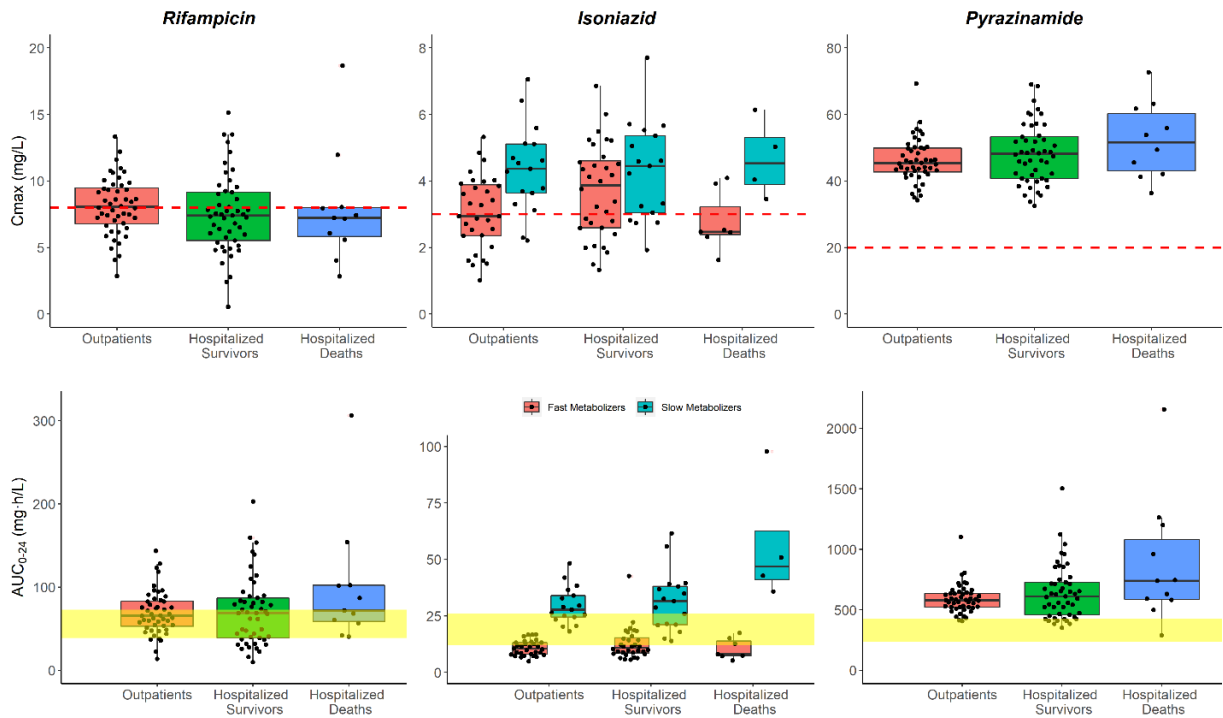 Rifampicin
Isoniazid
Pyrazinamide
Cmax (mg/L)
20
15
10
5
0
Outpatients
Hospitalized
Survivors
Hospitalized
Deaths
8
6
4
2
0
Outpatients
Hospitalized
Survivors
Hospitalized
Deaths
80
60
40
20
0
Outpatients
Hospitalized
Survivors
Hospitalized
Deaths
AUC0-24 (mg·h/L)
300
200
100
0
Outpatients
Hospitalized
Survivors
Hospitalized
Deaths
Fast Metabolizers
Slow Metabolizers
100
75
50
25
0
Outpatients
Hospitalized
Survivors
Hospitalized
Deaths
2000
1500
1000
500
0
Outpatients
Hospitalized
Survivors
Hospitalized
Deaths